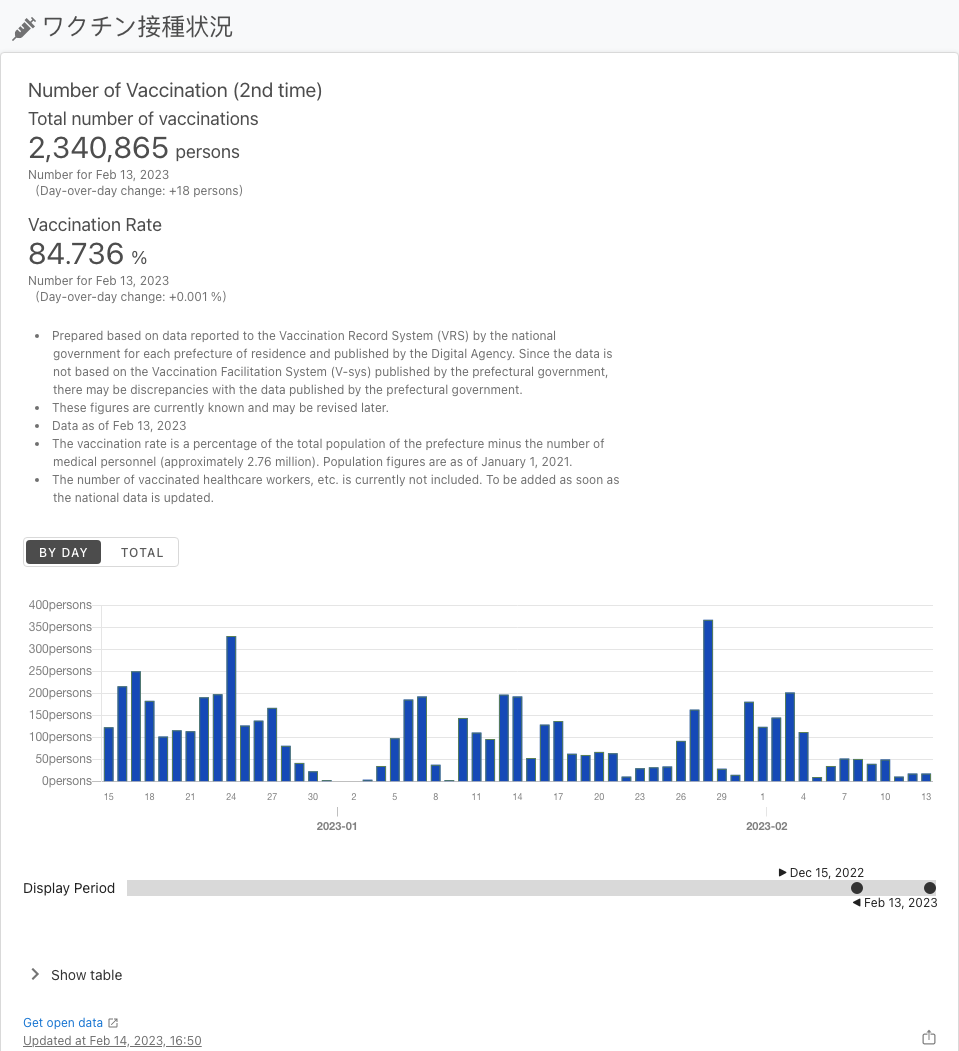 ワクチン接種状況
Number of Vaccination (2nd time)
Total number of vaccinations
2,340,865 persons
Number for Feb 13, 2023
(Day-over-day change: +18 persons)
Vaccination Rate
84.736 %
Number for Feb 13, 2023
(Day-over-day change: +0.001 %)
• Prepared based on data reported to the Vaccination Record System (VRS) by the national
government for each prefecture of residence and published by the Digital Agency. Since the data is
not based on the Vaccination Facilitation System (V-sys) published by the prefectural government,
there may be discrepancies with the data published by the prefectural government.
• These figures are currently known and may be revised later.
• Data as of Feb 13, 2023
• The vaccination rate is a percentage of the total population of the prefecture minus the number of
medical personnel (approximately 2.76 million). Population figures are as of January 1, 2021.
• The number of vaccinated healthcare workers, etc. is currently not included. To be added as soon as
the national data is updated.
BY DAY TOTAL
400persons
350persons
300persons
250persons
200persons
150persons
100persons
50persons
0persons
15 18 21 24 27 30 2 5 8 11 14 17 20 23 26 29 1 4 7 10 13
2023-01 2023-02
Dec 15, 2022
Display Period
Feb 13, 2023
Show table
Get open data
Updated at Feb 14, 2023, 16:50